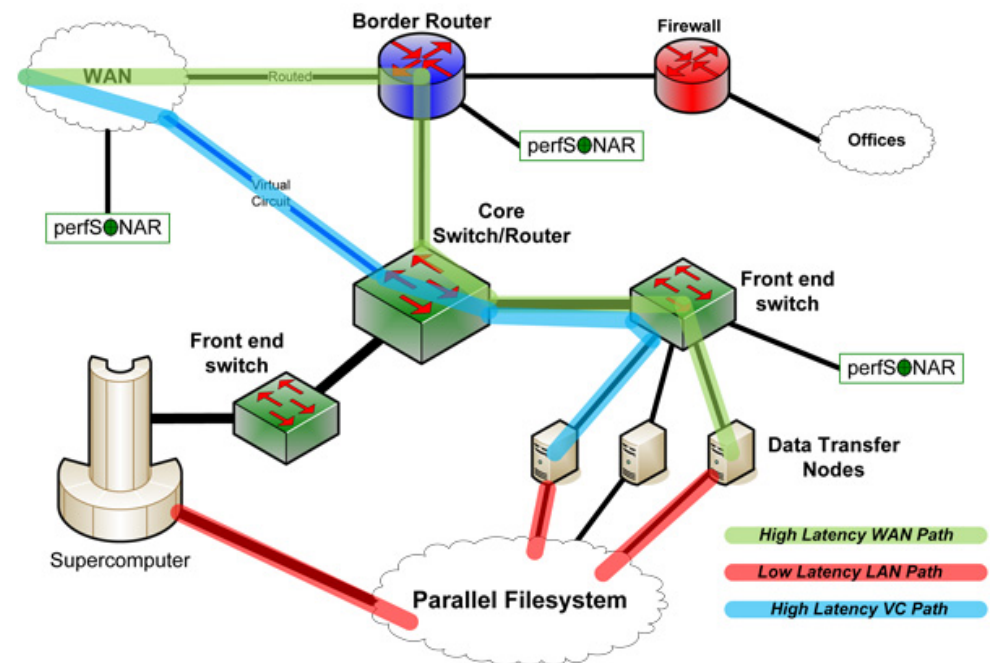 Border Router
Firewall
WAN
Routed
perfSONAR
Offices
Virtual
Circuit
perfSONAR
Core
Switch/Router
Front end
switch
Front end
switch
perfSONAR
Data Transfer
Nodes
Supercomputer
High Latency WAN Path
Low Latency LAN Path
Parallel Filesystem
High Latency VC Path